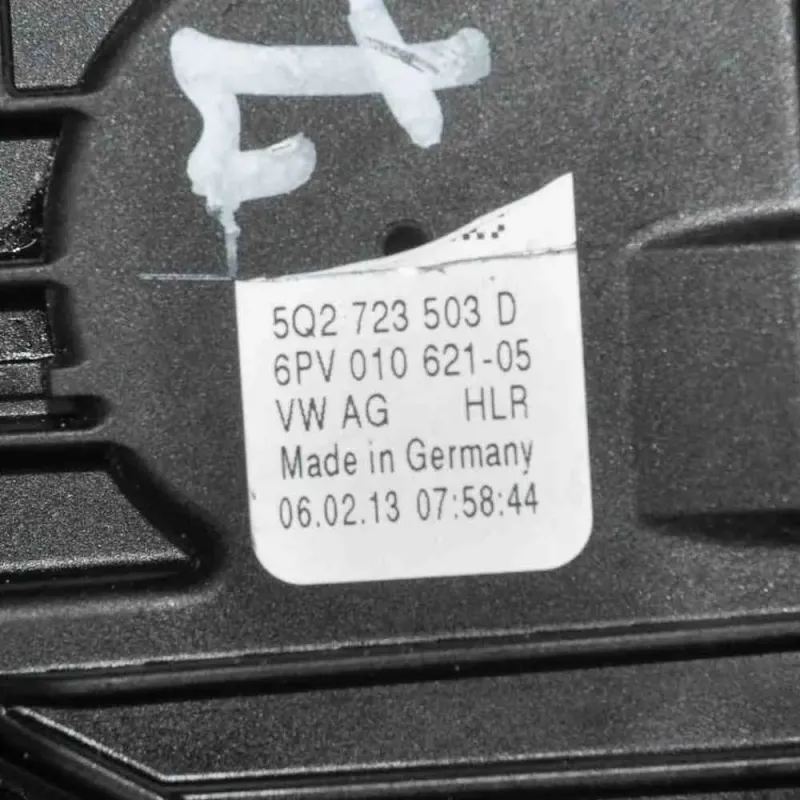 5Q2 723 503 D
6PV 010 621-05
VW AG HLR
Made in Germany
06.02.13 07:58:44